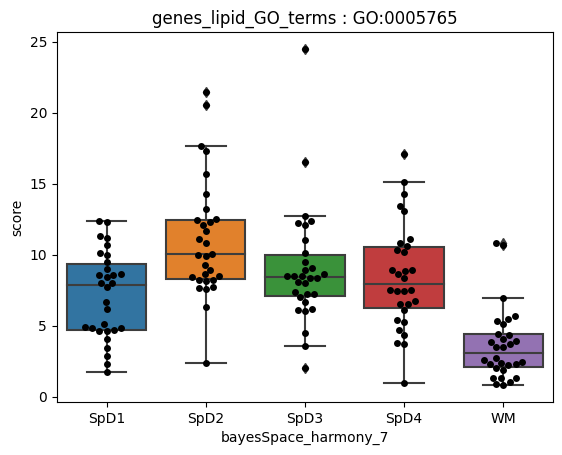 genes_lipid_GO_terms : GO:0005765
25
20
15
10
5
0
score
SpD1 SpD2 SpD3 SpD4 WM
bayesSpace_harmony_7